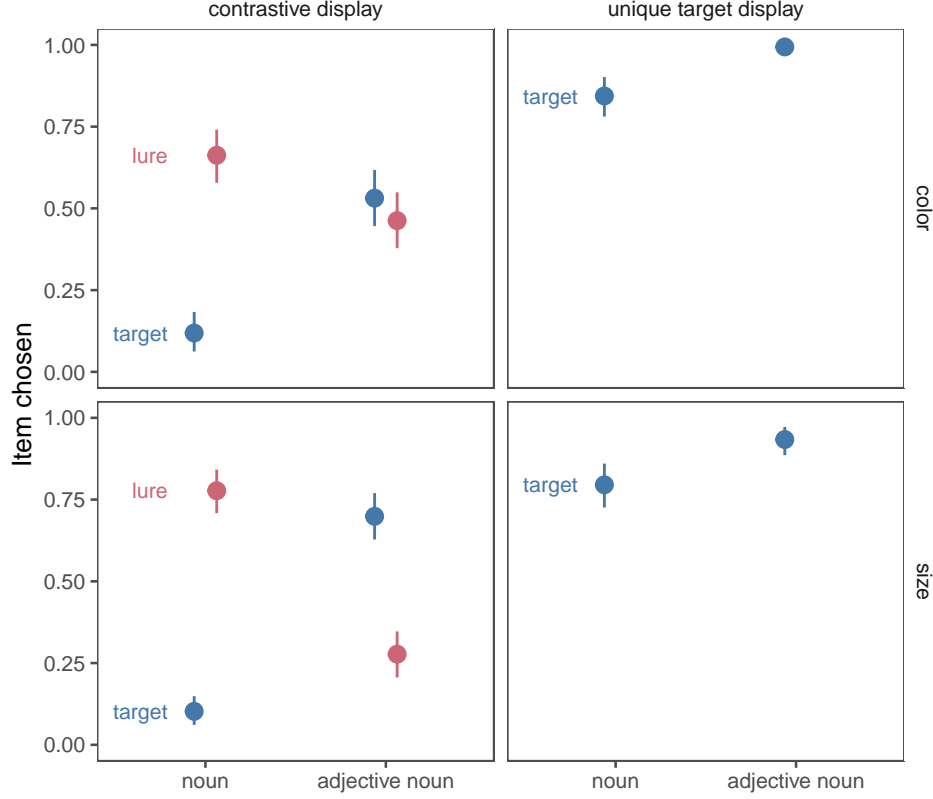 contrastive display
unique target display
Item chosen
1.00
0.75
0.50
0.25
0.00
lure
target
target
color
1.00
0.75
0.50
0.25
0.00
lure
target
target
size
noun
adjective noun
noun
adjective noun